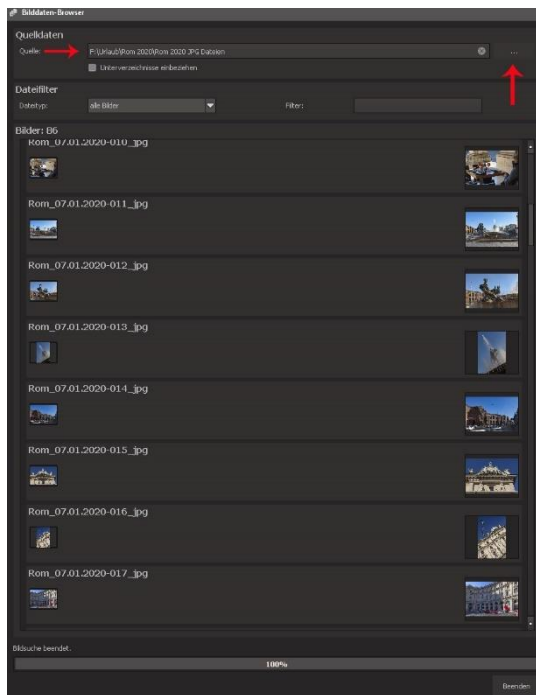 Bilddaten-Browser
Quelldaten
Quelle: F:\Urlaub\Rom 2020\Rom 2020 JPG Dateien ...
Unterverzeichnisse einbeziehen
Dateifilter
Dateityp: alle Bilder Filter:
Bilder: 86
Rom_07.01.2020-010_jpg
Rom_07.01.2020-011_jpg
Rom_07.01.2020-012_jpg
Rom_07.01.2020-013_jpg
Rom_07.01.2020-014_jpg
Rom_07.01.2020-015_jpg
Rom_07.01.2020-016_jpg
Rom_07.01.2020-017_jpg
Bildsuche beendet.
100%
Beenden